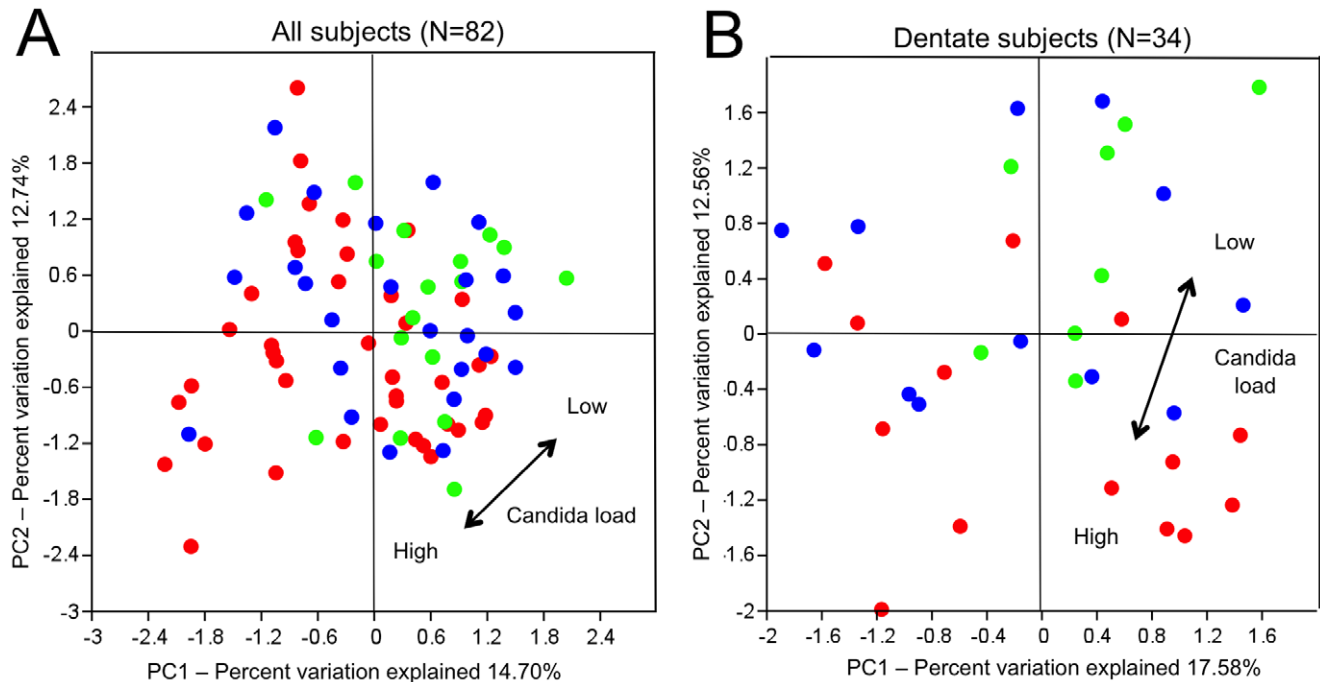 A
All subjects (N=82)
PC2 – Percent variation explained 12.74%
2.4
1.8
1.2
0.6
0
-0.6
-1.2
-1.8
-2.4
-3
-3
-2.4
-1.8
-1.2
-0.6
0
0.6
1.2
1.8
2.4
PC1 – Percent variation explained 14.70%
Low
Candida load
High
B
Dentate subjects (N=34)
PC2 – Percent variation explained 12.56%
1.6
1.2
0.8
0.4
0
-0.4
-0.8
-1.2
-1.6
-2
-2
-1.6
-1.2
-0.8
-0.4
0
0.4
0.8
1.2
1.6
PC1 – Percent variation explained 17.58%
Low
Candida
load
High